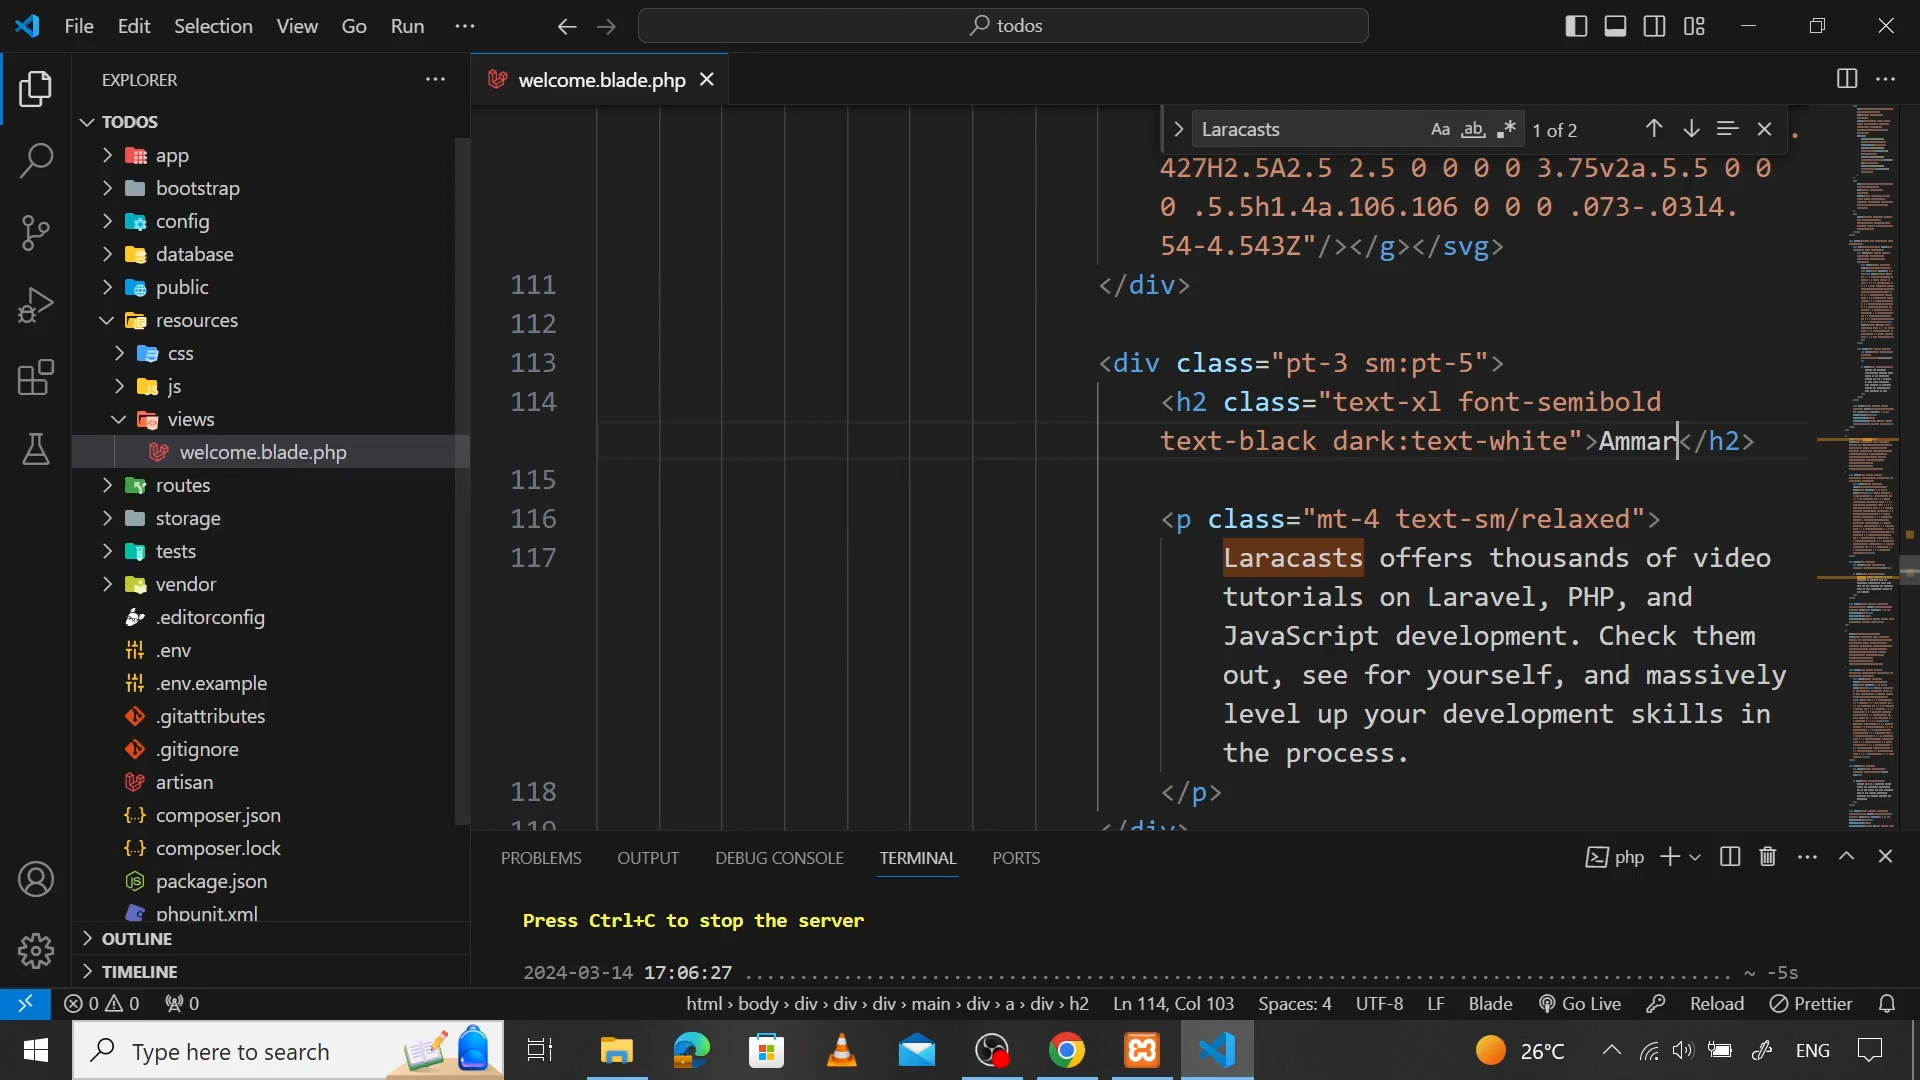 File Edit Selection View Go Run ···
todos
EXPLORER
TODOS
app
bootstrap
config
database
public
resources
css
js
views
welcome.blade.php
routes
storage
tests
vendor
.editorconfig
.env
.env.example
.gitattributes
.gitignore
artisan
composer.json
composer.lock
package.json
phpunit.xml
OUTLINE
TIMELINE
welcome.blade.php
Laracasts Aa ab .* 1 of 2
427H2.5A2.5 2.5 0 0 0 0 3.75v2a.5.5 0 0
0 .5.5h1.4a.106.106 0 0 0 .073-.03l4.
54-4.543Z"/></g></svg>
111 </div>
112
113 <div class="pt-3 sm:pt-5">
114 <h2 class="text-xl font-semibold
text-black dark:text-white">Ammar</h2>
115
116 <p class="mt-4 text-sm/relaxed">
117 Laracasts offers thousands of video
tutorials on Laravel, PHP, and
JavaScript development. Check them
out, see for yourself, and massively
level up your development skills in
the process.
118 </p>
119 </div>
PROBLEMS OUTPUT DEBUG CONSOLE TERMINAL PORTS
php
Press Ctrl+C to stop the server
2024-03-14 17:06:27 ........................................................................................... ~ -5s
0 0 0
html › body › div › div › div › main › div › a › div › h2 Ln 114, Col 103 Spaces: 4 UTF-8 LF Blade Go Live Reload Prettier
Type here to search
26°C
ENG